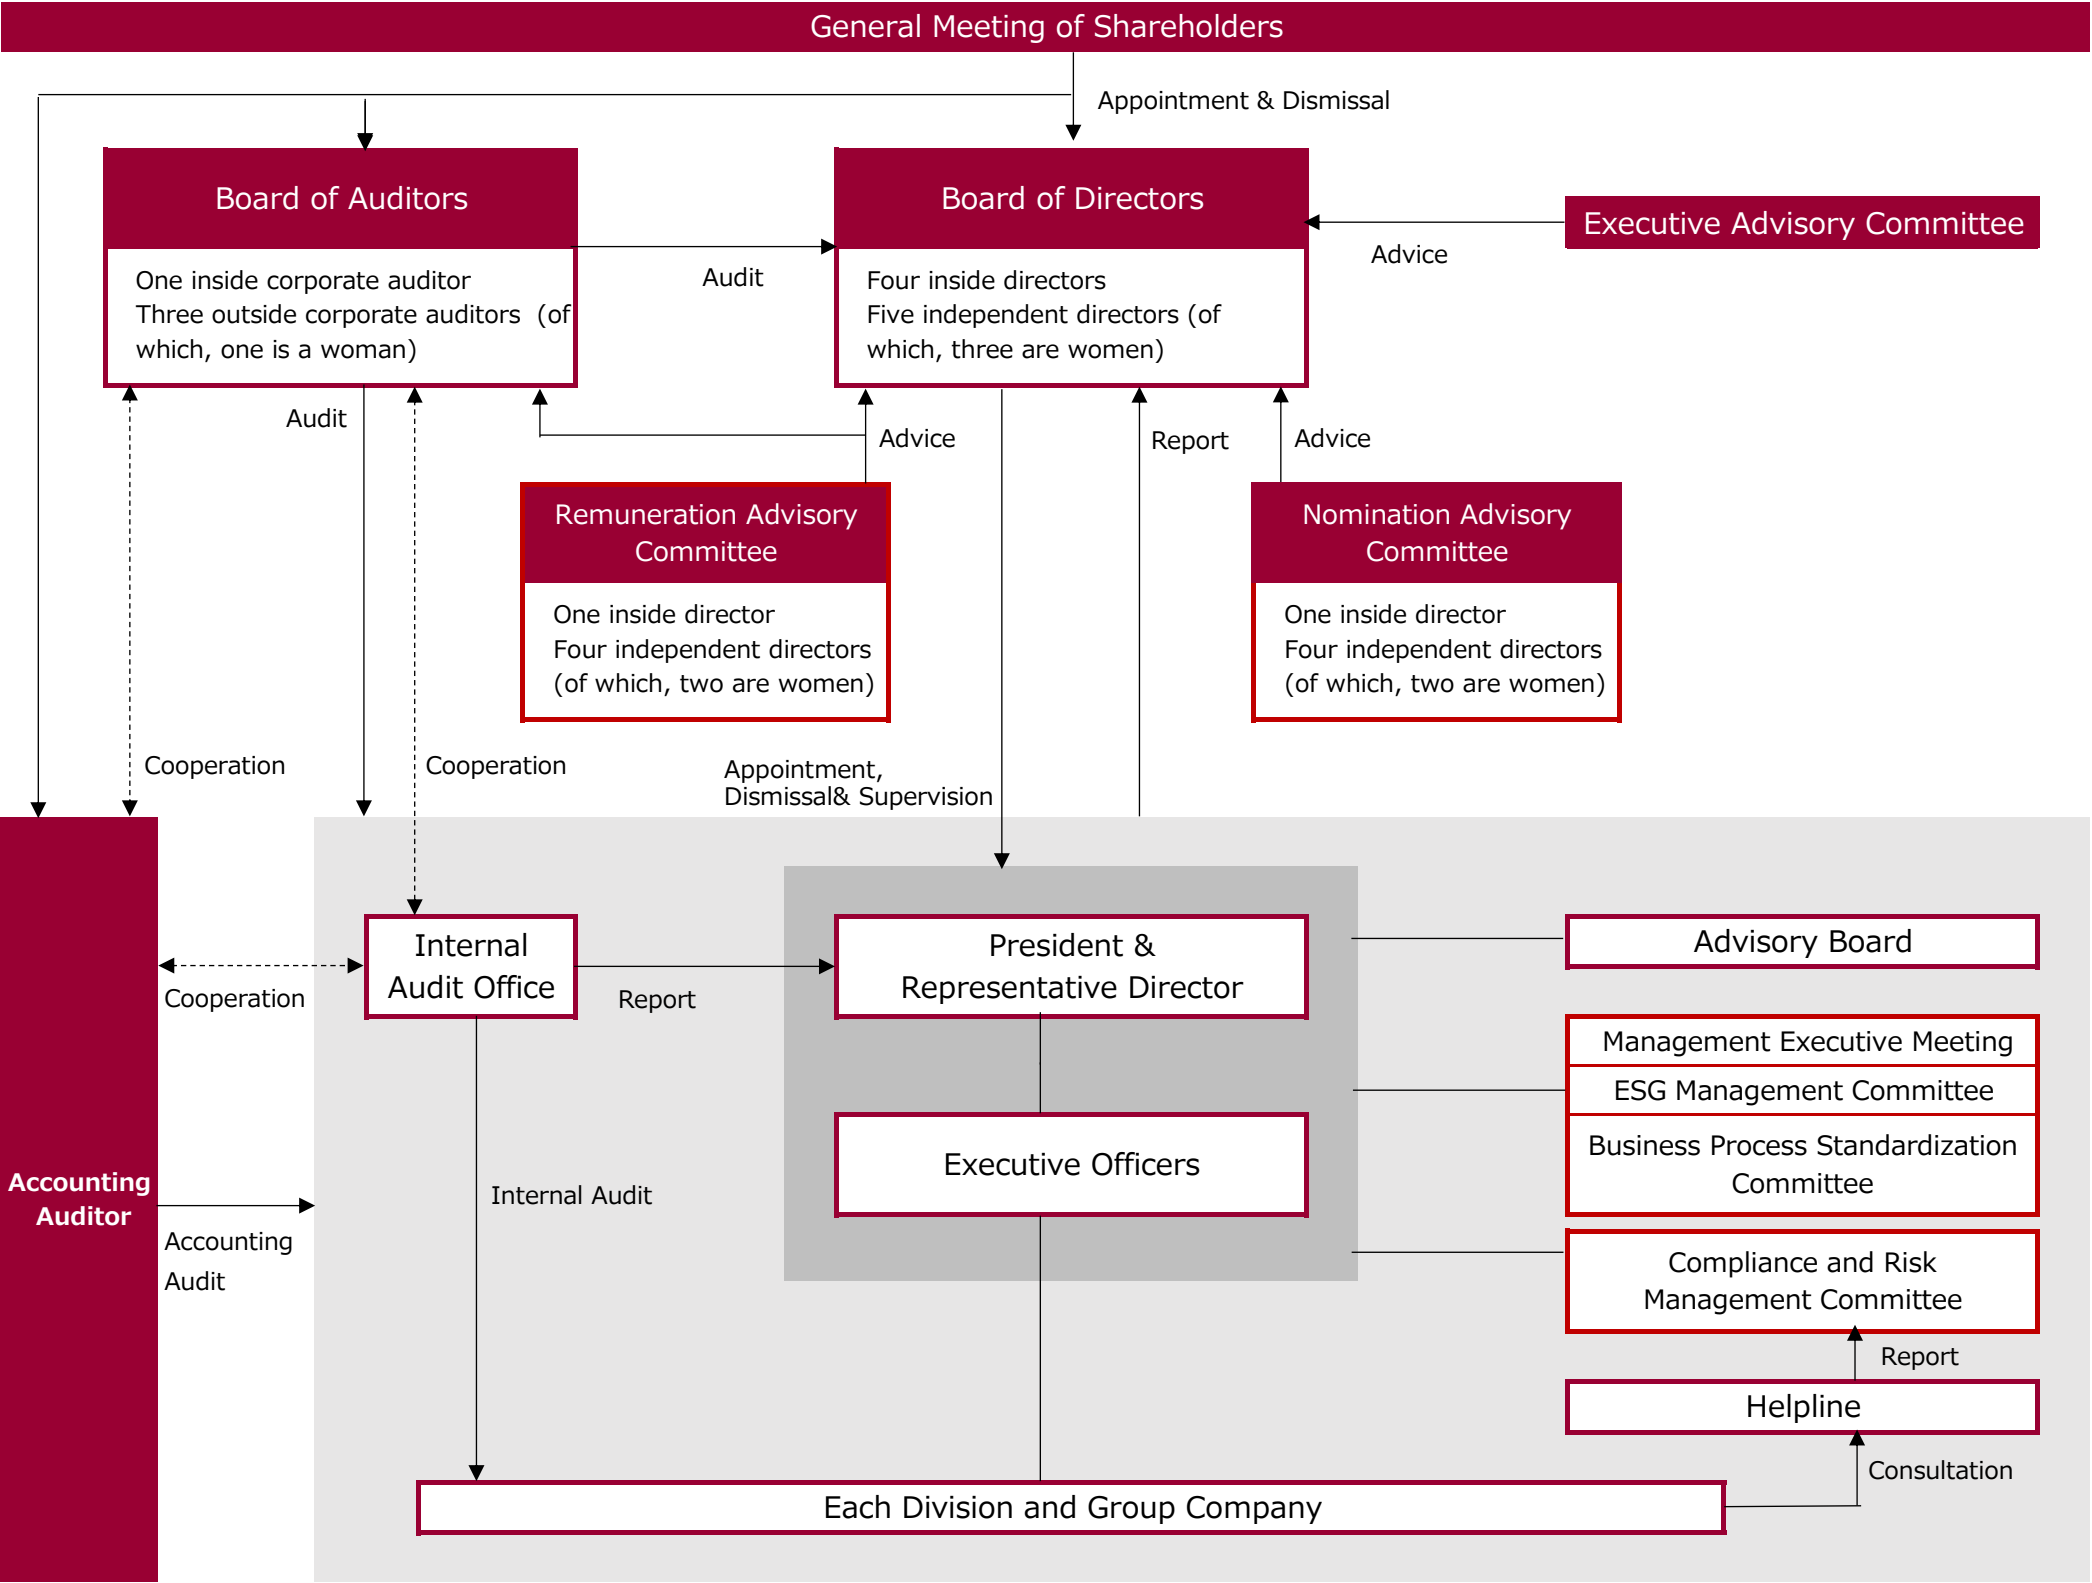 General Meeting of Shareholders
Appointment & Dismissal
Board of Auditors
One inside corporate auditor
Three outside corporate auditors (of
which, one is a woman)
Audit
Board of Directors
Four inside directors
Five independent directors (of
which, three are women)
Executive Advisory Committee
Advice
Audit
Advice
Report
Advice
Remuneration Advisory
Committee
One inside director
Four independent directors
(of which, two are women)
Nomination Advisory
Committee
One inside director
Four independent directors
(of which, two are women)
Cooperation
Cooperation
Appointment,
Dismissal& Supervision
Internal
Audit Office
Cooperation
Report
President &
Representative Director
Advisory Board
Management Executive Meeting
ESG Management Committee
Business Process Standardization
Committee
Executive Officers
Internal Audit
Accounting
Auditor
Accounting
Audit
Compliance and Risk
Management Committee
Report
Helpline
Consultation
Each Division and Group Company